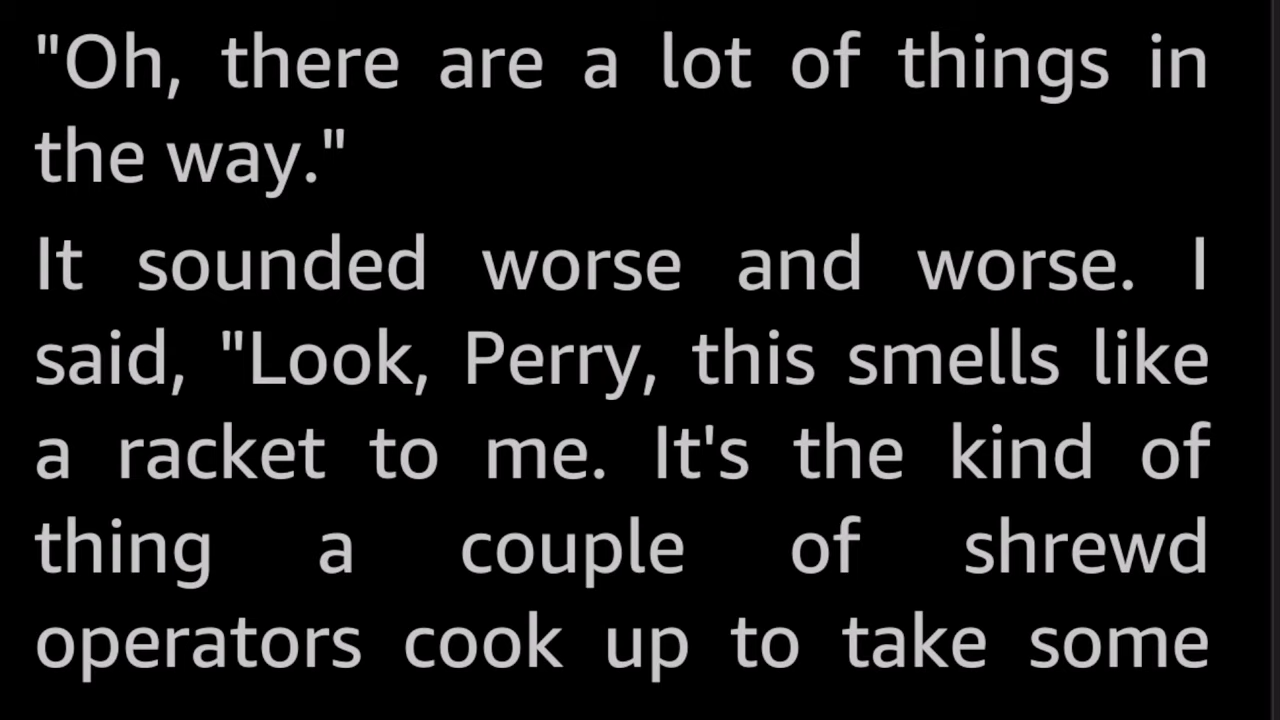 "Oh, there are a lot of things in
the way."
It sounded worse and worse. I
said, "Look, Perry, this smells like
a racket to me. It's the kind of
thing a couple of shrewd
operators cook up to take some